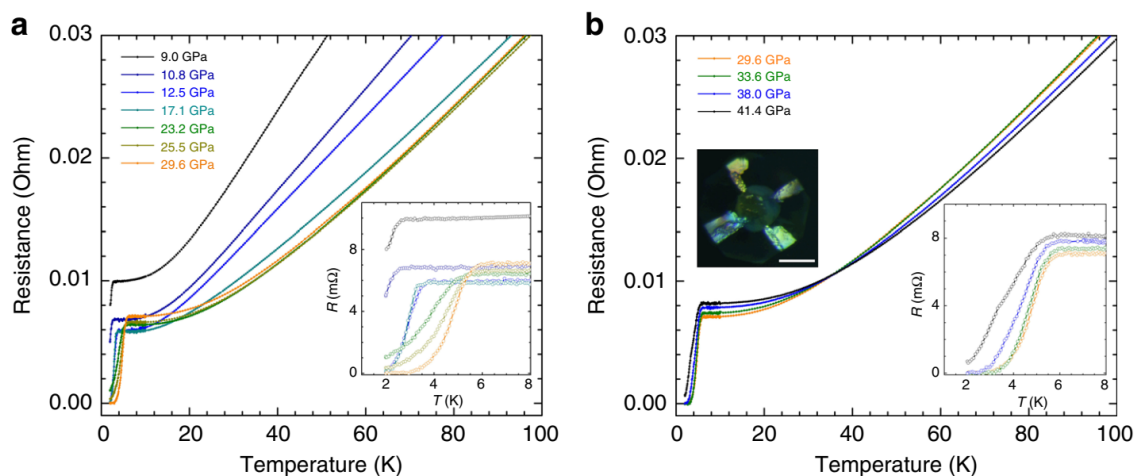 a
0.03
0.02
0.01
0.00
Resistance (Ohm)
9.0 GPa
10.8 GPa
12.5 GPa
17.1 GPa
23.2 GPa
25.5 GPa
29.6 GPa
8
4
0
R (mΩ)
2 4 6 8
T (K)
0 20 40 60 80 100
Temperature (K)
b
0.03
0.02
0.01
0.00
Resistance (Ohm)
29.6 GPa
33.6 GPa
38.0 GPa
41.4 GPa
8
4
0
R (mΩ)
2 4 6 8
T (K)
0 20 40 60 80 100
Temperature (K)